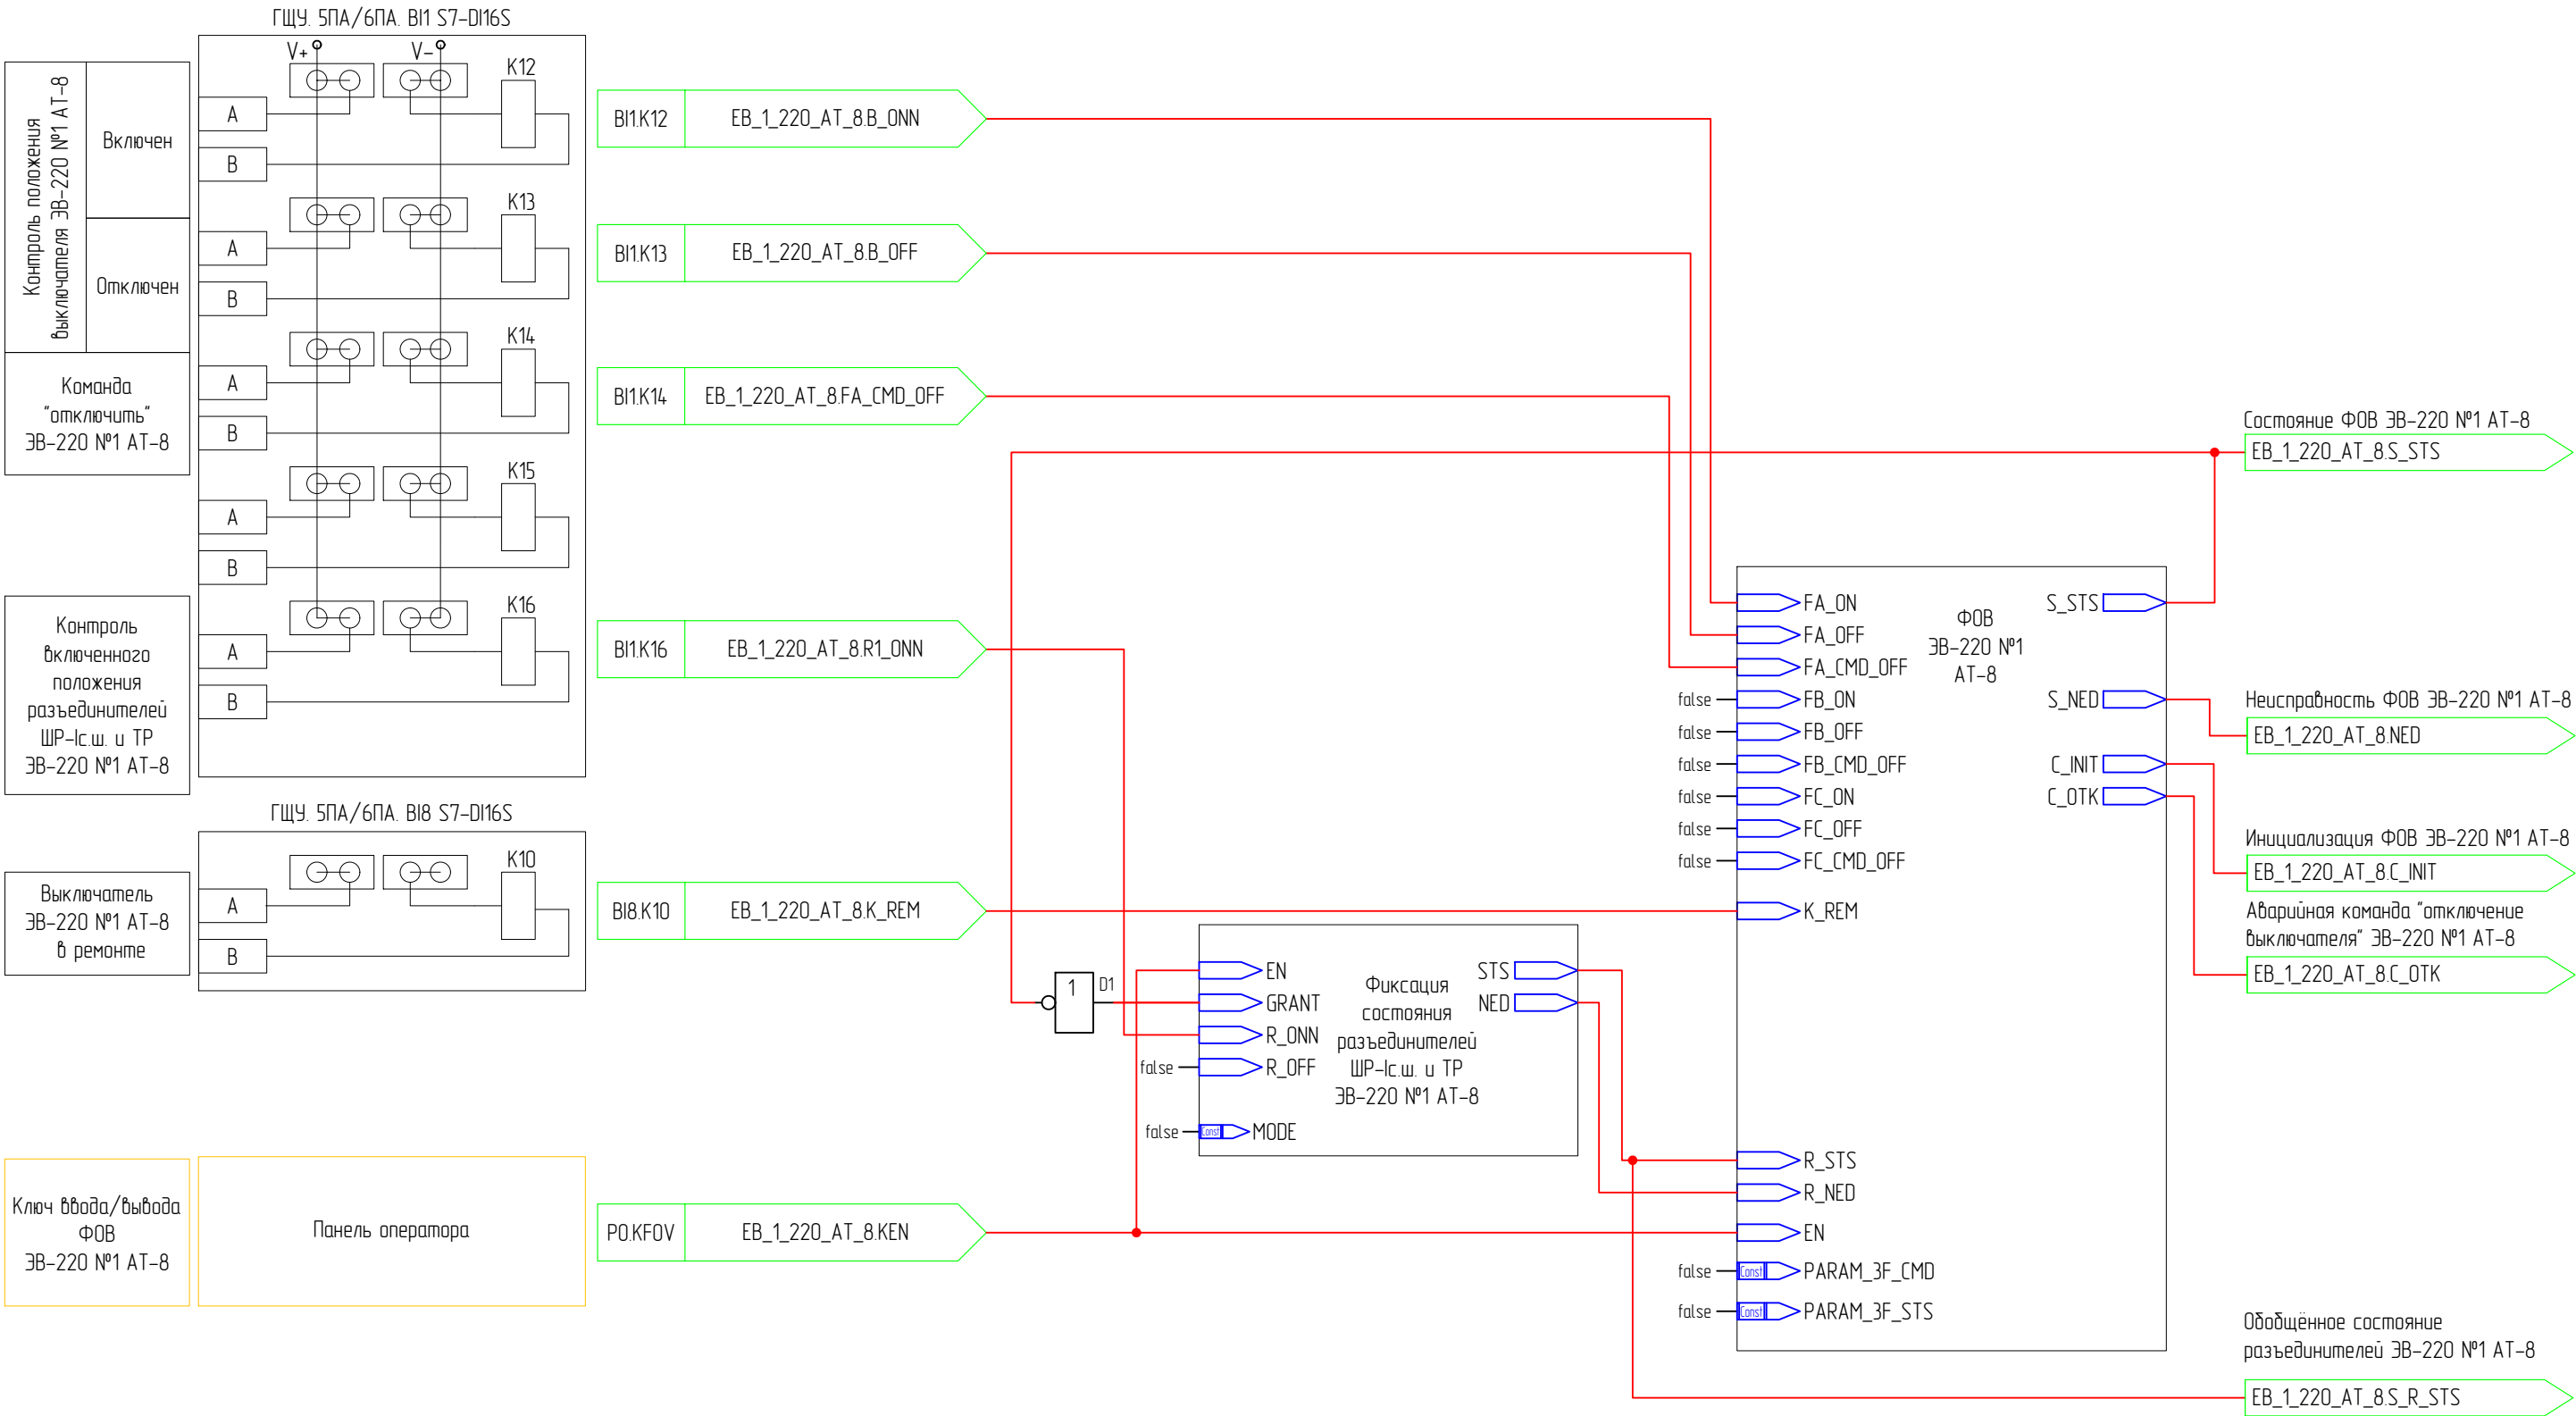 ГЩУ. 5ПА/6ПА. BI1 S7-DI16S
V+
V-
Контроль положения
выключателя ЭВ-220 №1 АТ-8
Включен
Отключен
A
B
K12
A
B
K13
A
B
K14
A
B
K15
A
B
K16
Команда
"отключить"
ЭВ-220 №1 АТ-8
Контроль
включенного
положения
разъединителей
ШР-Iс.ш. и ТР
ЭВ-220 №1 АТ-8
ГЩУ. 5ПА/6ПА. BI8 S7-DI16S
Выключатель
ЭВ-220 №1 АТ-8
в ремонте
A
B
K10
Ключ ввода/вывода
ФОВ
ЭВ-220 №1 АТ-8
Панель оператора
BI1.K12 EB_1_220_AT_8.B_ONN
BI1.K13 EB_1_220_AT_8.B_OFF
BI1.K14 EB_1_220_AT_8.FA_CMD_OFF
BI1.K16 EB_1_220_AT_8.R1_ONN
BI8.K10 EB_1_220_AT_8.K_REM
PO.KFOV EB_1_220_AT_8.KEN
1
D1
EN
GRANT
R_ONN
false R_OFF
false Const MODE
Фиксация
состояния
разъединителей
ШР-Iс.ш. и ТР
ЭВ-220 №1 АТ-8
STS
NED
FA_ON
FA_OFF
FA_CMD_OFF
false FB_ON
false FB_OFF
false FB_CMD_OFF
false FC_ON
false FC_OFF
false FC_CMD_OFF
K_REM
R_STS
R_NED
EN
false Const PARAM_3F_CMD
false Const PARAM_3F_STS
ФОВ
ЭВ-220 №1
АТ-8
S_STS
S_NED
C_INIT
C_OTK
Состояние ФОВ ЭВ-220 №1 АТ-8
EB_1_220_AT_8.S_STS
Неисправность ФОВ ЭВ-220 №1 АТ-8
EB_1_220_AT_8.NED
Инициализация ФОВ ЭВ-220 №1 АТ-8
EB_1_220_AT_8.C_INIT
Аварийная команда "отключение
выключателя" ЭВ-220 №1 АТ-8
EB_1_220_AT_8.C_OTK
Обобщённое состояние
разъединителей ЭВ-220 №1 АТ-8
EB_1_220_AT_8.S_R_STS